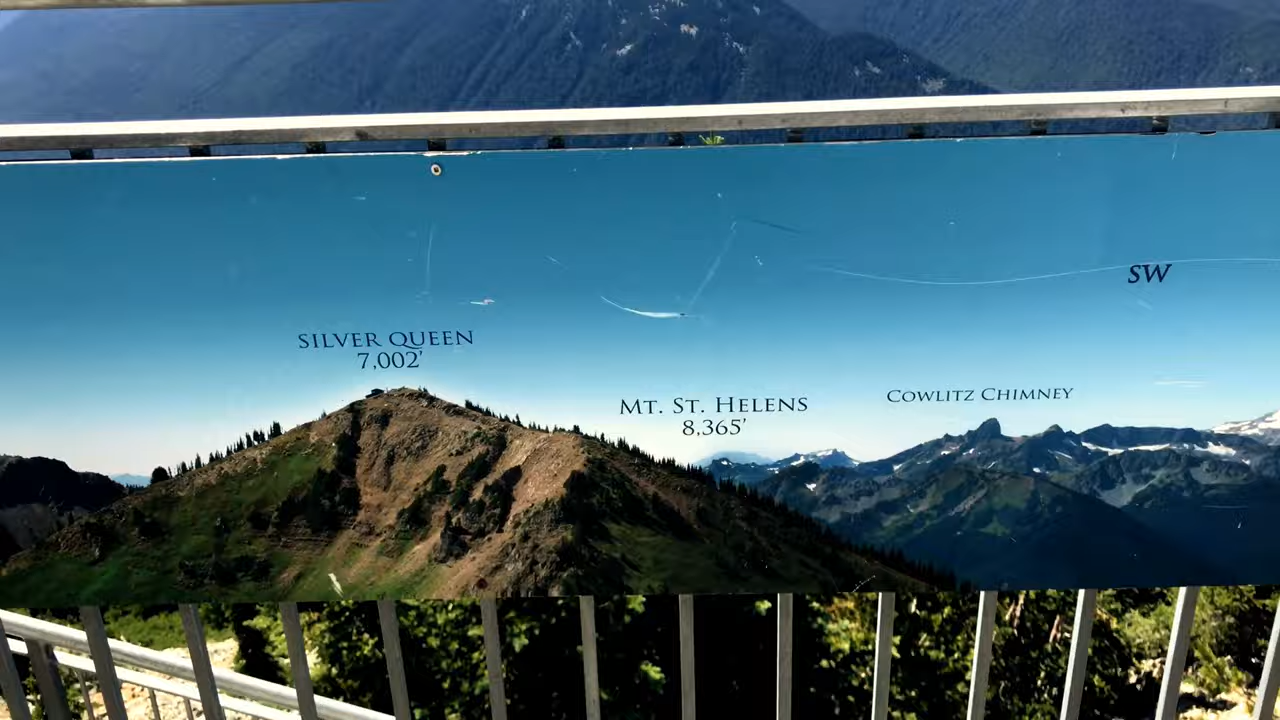 SW
SILVER QUEEN
7,002'
MT. ST. HELENS
8,365'
COWLITZ CHIMNEY